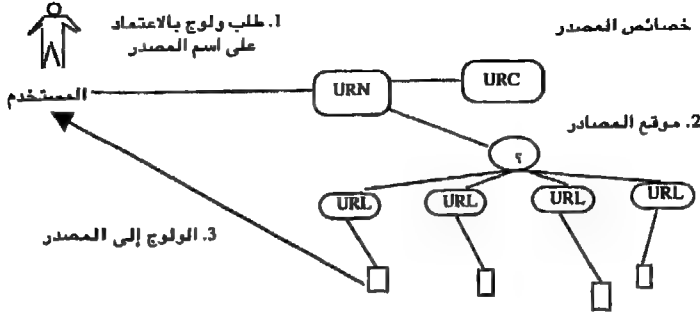 1. طلب ولوج بالاعتماد
على اسم المصدر
خصائص المصدر
المستخدم
URN
URC
2. موقع المصادر
؟
URL
URL
URL
URL
3. الولوج إلى المصدر